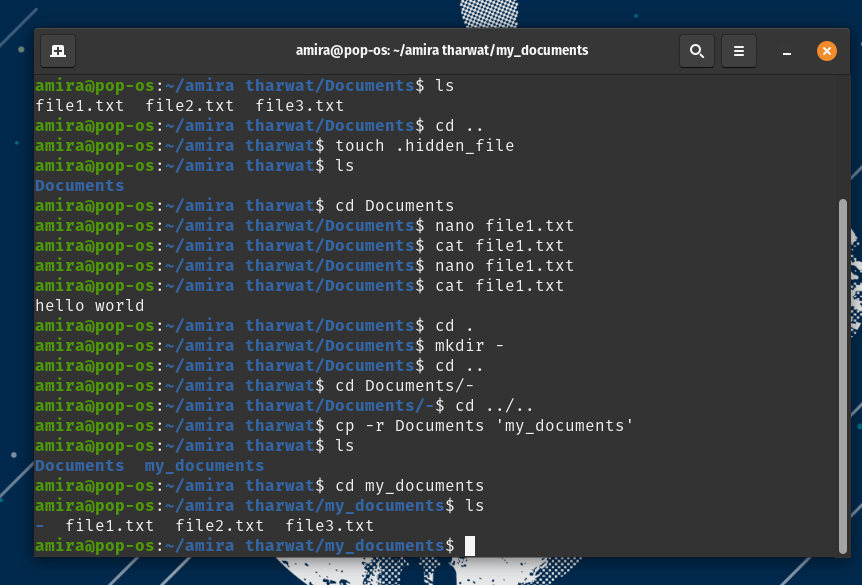 amira@pop-os: ~/amira tharwat/my_documents
amira@pop-os:~/amira tharwat/Documents$ ls
file1.txt  file2.txt  file3.txt
amira@pop-os:~/amira tharwat/Documents$ cd ..
amira@pop-os:~/amira tharwat$ touch .hidden_file
amira@pop-os:~/amira tharwat$ ls
Documents
amira@pop-os:~/amira tharwat$ cd Documents
amira@pop-os:~/amira tharwat/Documents$ nano file1.txt
amira@pop-os:~/amira tharwat/Documents$ cat file1.txt
amira@pop-os:~/amira tharwat/Documents$ nano file1.txt
amira@pop-os:~/amira tharwat/Documents$ cat file1.txt
hello world
amira@pop-os:~/amira tharwat/Documents$ cd .
amira@pop-os:~/amira tharwat/Documents$ mkdir -
amira@pop-os:~/amira tharwat/Documents$ cd ..
amira@pop-os:~/amira tharwat$ cd Documents/-
amira@pop-os:~/amira tharwat/Documents/-$ cd ../..
amira@pop-os:~/amira tharwat$ cp -r Documents 'my_documents'
amira@pop-os:~/amira tharwat$ ls
Documents  my_documents
amira@pop-os:~/amira tharwat$ cd my_documents
amira@pop-os:~/amira tharwat/my_documents$ ls
-  file1.txt  file2.txt  file3.txt
amira@pop-os:~/amira tharwat/my_documents$